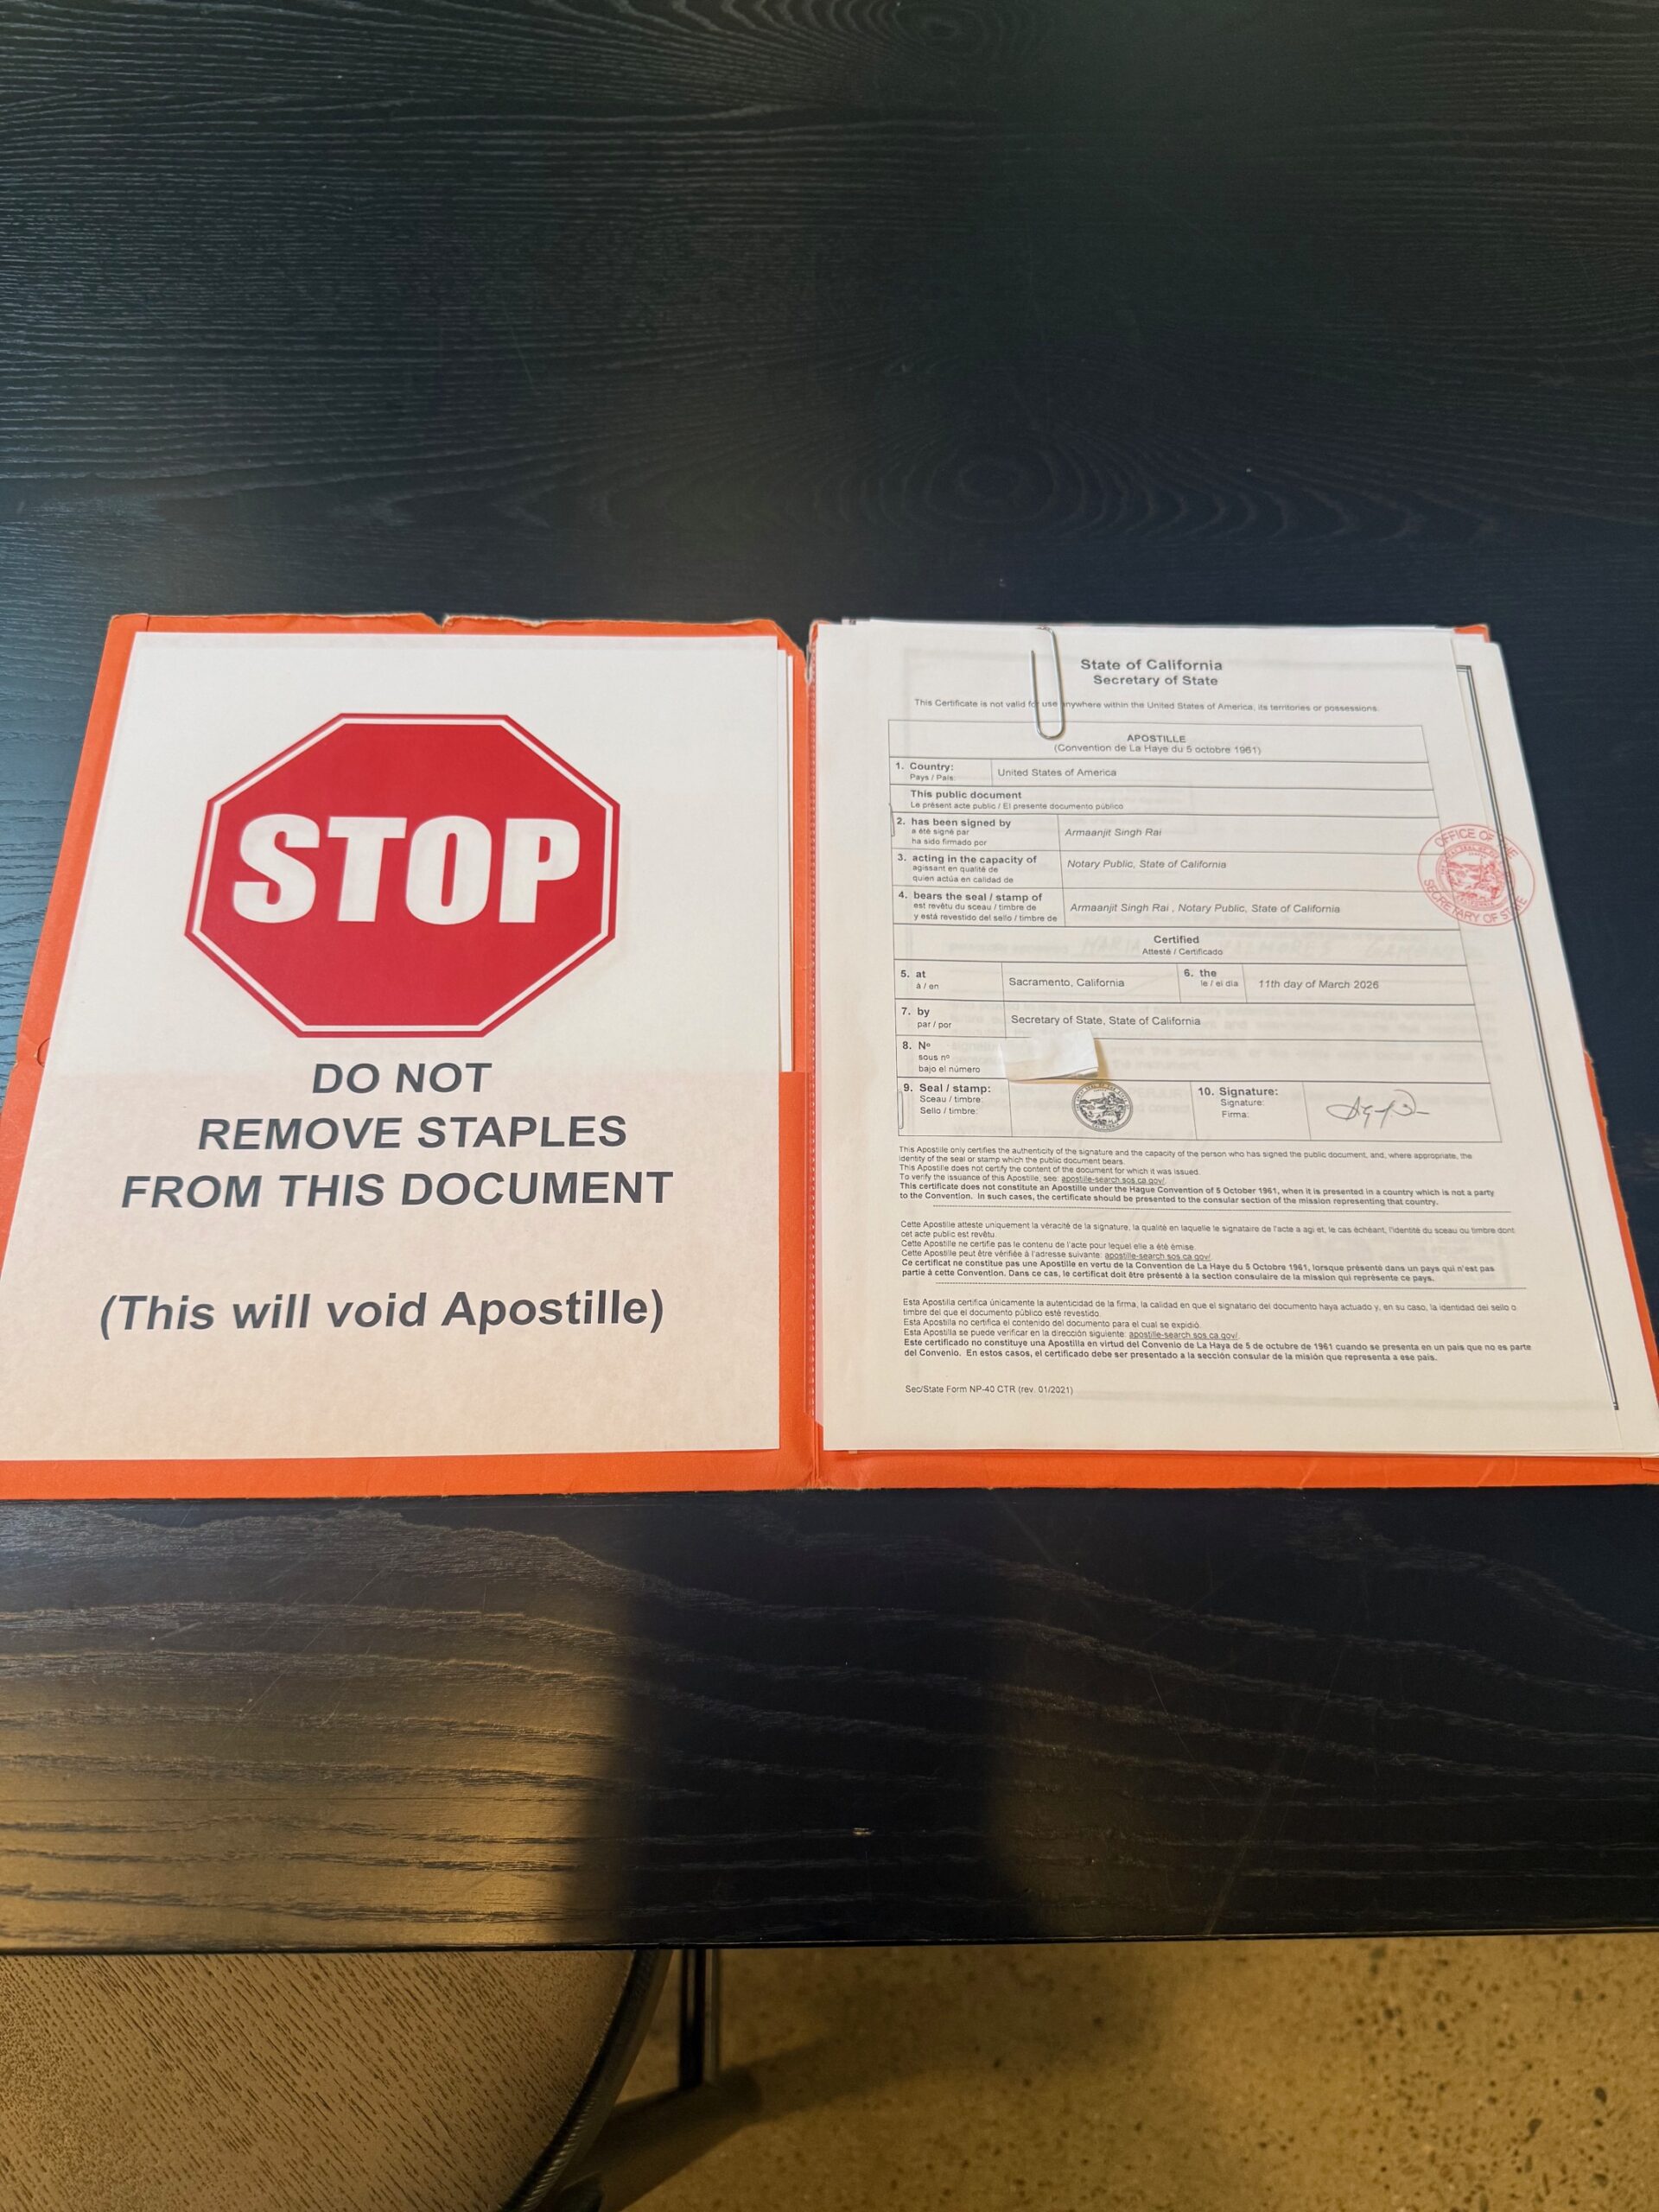 STOP
DO NOT
REMOVE STAPLES
FROM THIS DOCUMENT
(This will void Apostille)
State of California
Secretary of State
This Certificate is not valid for use anywhere within the United States of America, its territories or possessions.
APOSTILLE
(Convention de La Haye du 5 octobre 1961)
1. Country:
Pays / País:
United States of America
This public document
Le présent acte public / El presente documento público
2. has been signed by
a été signé par
ha sido firmado por
Armaanjit Singh Rai
3. acting in the capacity of
agissant en qualité de
quien actúa en calidad de
Notary Public, State of California
4. bears the seal / stamp of
est revêtu du sceau / timbre de
y está revestido del sello / timbre de
Armaanjit Singh Rai , Notary Public, State of California
OFFICE OF THE
SECRETARY OF STATE
Certified
Attesté / Certificado
5. at
à / en
Sacramento, California
6. the
le / el día
11th day of March 2026
7. by
par / por
Secretary of State, State of California
8. Nº
sous nº
bajo el número
9. Seal / stamp:
Sceau / timbre:
Sello / timbre:
10. Signature:
Signature:
Firma:
This Apostille only certifies the authenticity of the signature and the capacity of the person who has signed the public document, and, where appropriate, the
identity of the seal or stamp which the public document bears.
This Apostille does not certify the content of the document for which it was issued.
To verify the issuance of this Apostille, see: apostille-search.sos.ca.gov/.
This certificate does not constitute an Apostille under the Hague Convention of 5 October 1961, when it is presented in a country which is not a party
to the Convention. In such cases, the certificate should be presented to the consular section of the mission representing that country.
Cette Apostille atteste uniquement la véracité de la signature, la qualité en laquelle le signataire de l'acte a agi et, le cas échéant, l'identité du sceau ou timbre dont
cet acte public est revêtu.
Cette Apostille ne certifie pas le contenu de l'acte pour lequel elle a été émise.
Cette Apostille peut être vérifiée à l'adresse suivante: apostille-search.sos.ca.gov/.
Ce certificat ne constitue pas une Apostille en vertu de la Convention de La Haye du 5 Octobre 1961, lorsque présenté dans un pays qui n'est pas
partie à cette Convention. Dans ce cas, le certificat doit être présenté à la section consulaire de la mission qui représente ce pays.
Esta Apostilla certifica únicamente la autenticidad de la firma, la calidad en que el signatario del documento haya actuado y, en su caso, la identidad del sello o
timbre del que el documento público esté revestido.
Esta Apostilla no certifica el contenido del documento para el cual se expidió.
Esta Apostilla se puede verificar en la dirección siguiente: apostille-search.sos.ca.gov/.
Este certificado no constituye una Apostilla en virtud del Convenio de La Haya de 5 de octubre de 1961 cuando se presenta en un país que no es parte
del Convenio. En estos casos, el certificado debe ser presentado a la sección consular de la misión que representa a ese país.
Sec/State Form NP-40 CTR (rev. 01/2021)